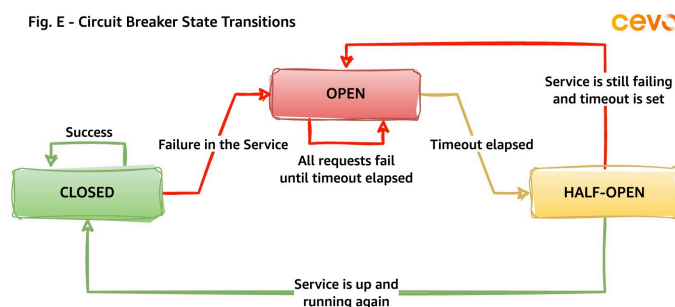 Fig. E - Circuit Breaker State Transitions
cevo
OPEN
Service is still failing
and timeout is set
Success
Failure in the Service
All requests fail
until timeout elapsed
Timeout elapsed
CLOSED
HALF-OPEN
Service is up and
running again